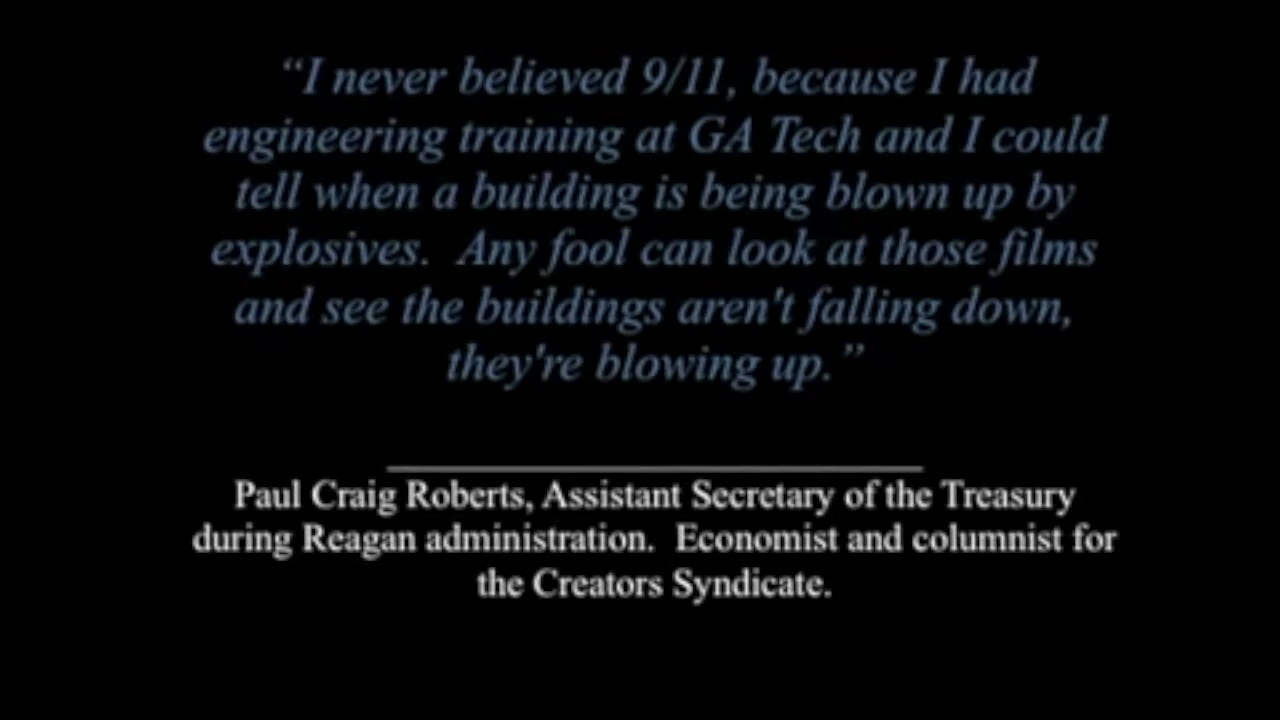 “I never believed 9/11, because I had
engineering training at GA Tech and I could
tell when a building is being blown up by
explosives.  Any fool can look at those films
and see the buildings aren't falling down,
they're blowing up.”
Paul Craig Roberts, Assistant Secretary of the Treasury
during Reagan administration.  Economist and columnist for
the Creators Syndicate.